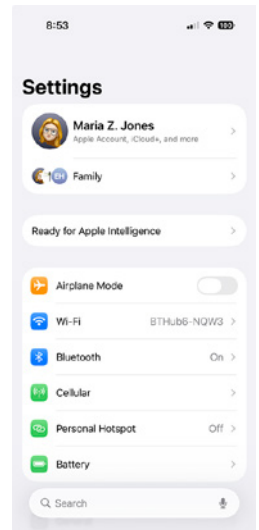 8:53
100
Settings
Maria Z. Jones
Apple Account, iCloud+, and more
EH Family
Ready for Apple Intelligence
Airplane Mode
Wi-Fi BTHub6-NQW3
Bluetooth On
Cellular
Personal Hotspot Off
Battery
Search